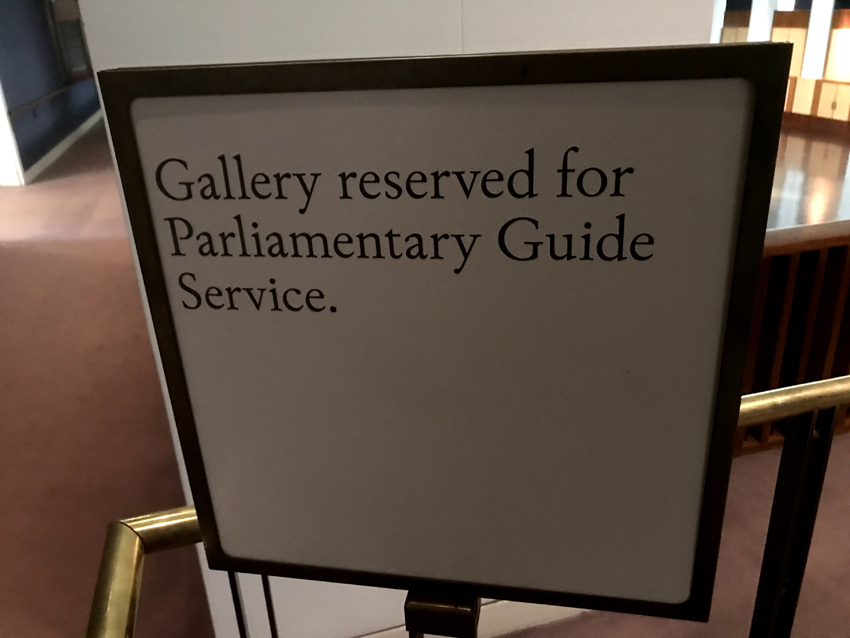 Gallery reserved for
Parliamentary Guide
Service.